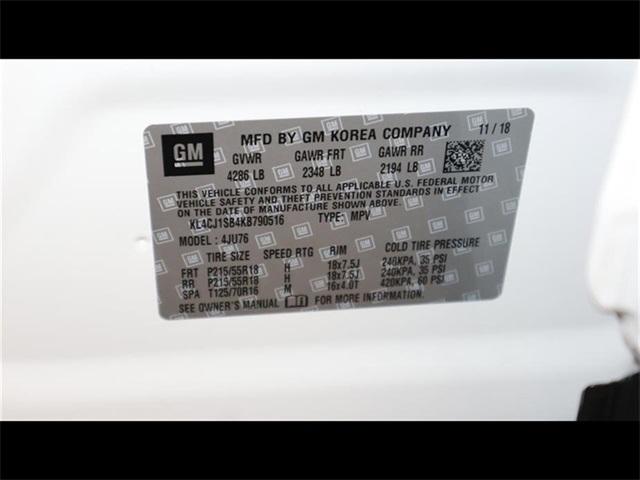 GM MFD BY GM KOREA COMPANY 11/18
GVWR GAWR FRT GAWR RR
4286 LB 2348 LB 2194 LB
THIS VEHICLE CONFORMS TO ALL APPLICABLE U.S. FEDERAL MOTOR
VEHICLE SAFETY AND THEFT PREVENTION STANDARDS IN EFFECT
ON THE DATE OF MANUFACTURE SHOWN ABOVE.
KL4CJ1SB4KB790516 TYPE: MPV
MODEL: 4JU76
TIRE SIZE SPEED RTG RIM COLD TIRE PRESSURE
FRT P215/55R18 H 18x7.5J 240KPA, 35 PSI
RR P215/55R18 H 18x7.5J 240KPA, 35 PSI
SPA T125/70R16 M 16x4.0T 420KPA, 60 PSI
SEE OWNER'S MANUAL FOR MORE INFORMATION.